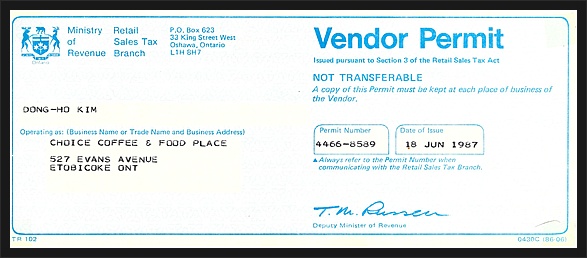 Ministry of Revenue
Retail Sales Tax Branch
P.O. Box 623
33 King Street West
Oshawa, Ontario
L1H 8H7
Ontario
Vendor Permit
Issued pursuant to Section 3 of the Retail Sales Tax Act
NOT TRANSFERABLE
A copy of this Permit must be kept at each place of business of
the Vendor.
DONG-HO KIM
Operating as: (Business Name or Trade Name and Business Address)
CHOICE COFFEE & FOOD PLACE
527 EVANS AVENUE
ETOBICOKE ONT
Permit Number
4466-8589
Date of Issue
18 JUN 1987
▲Always refer to the Permit Number when
communicating with the Retail Sales Tax Branch.
T. M. Russell
Deputy Minister of Revenue
TR 102
0430C (86-06)